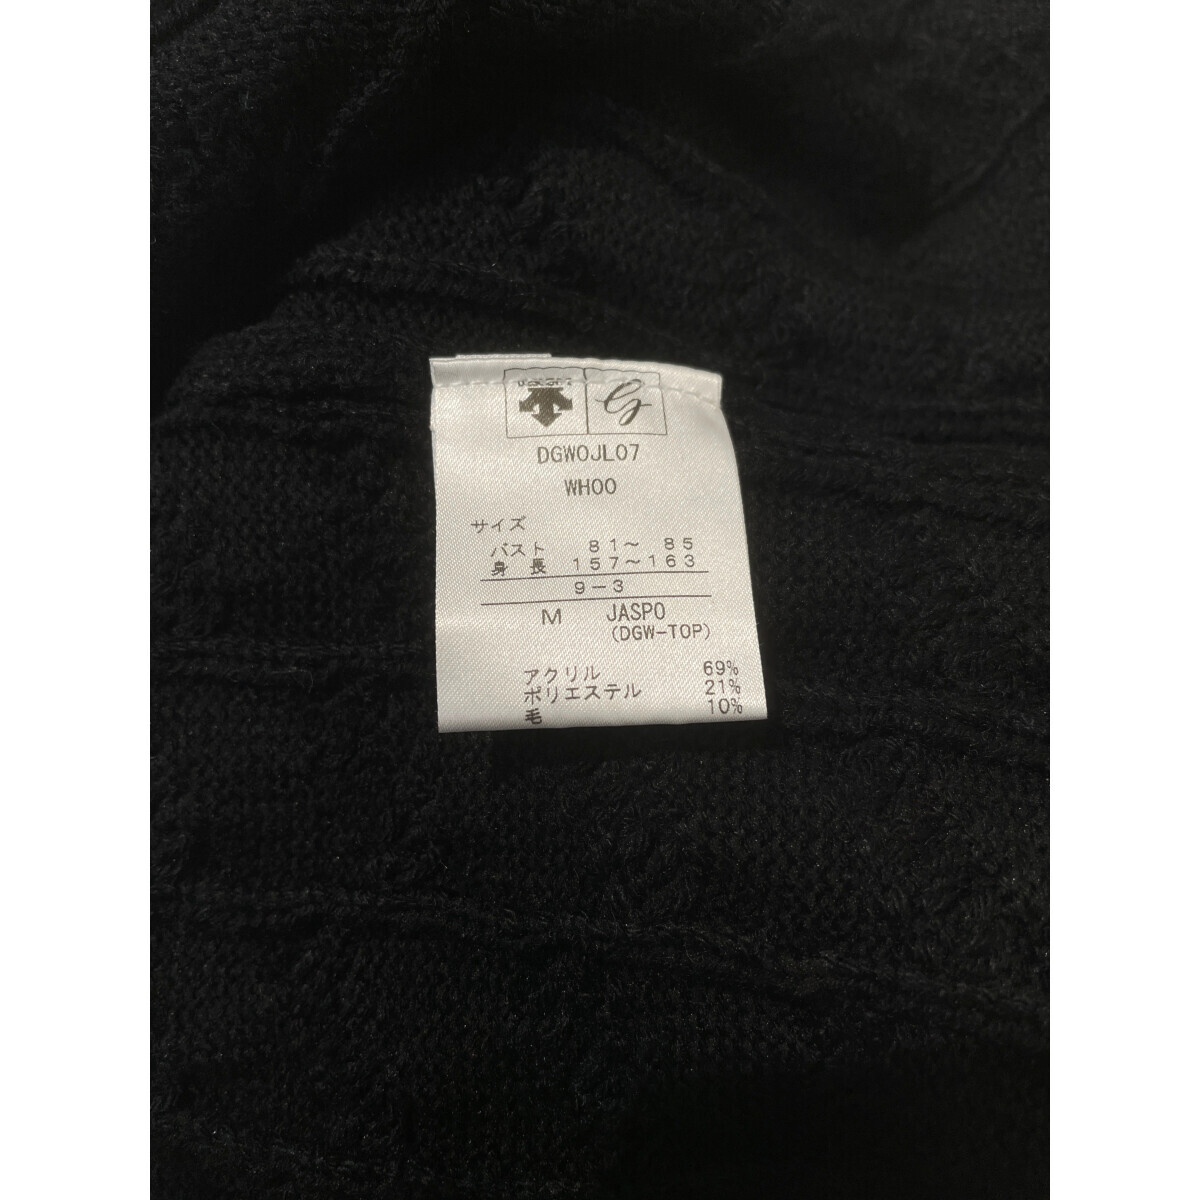 DGWOJL07
WH00
サイズ
バスト 81～ 85
身 長 157～163
9-3
M JASPO
(DGW-TOP)
アクリル 69%
ポリエステル 21%
毛 10%